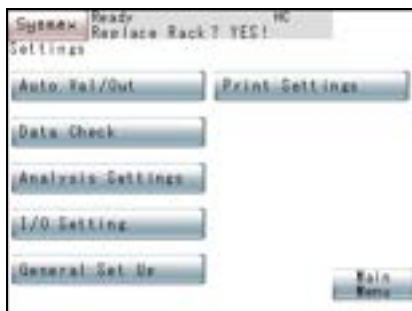 Sysmex
Ready HC
Replace Rack? YES!
Settings
Auto Val/Out
Print Settings
Data Check
Analysis Settings
I/O Setting
General Set Up
Main
Menu